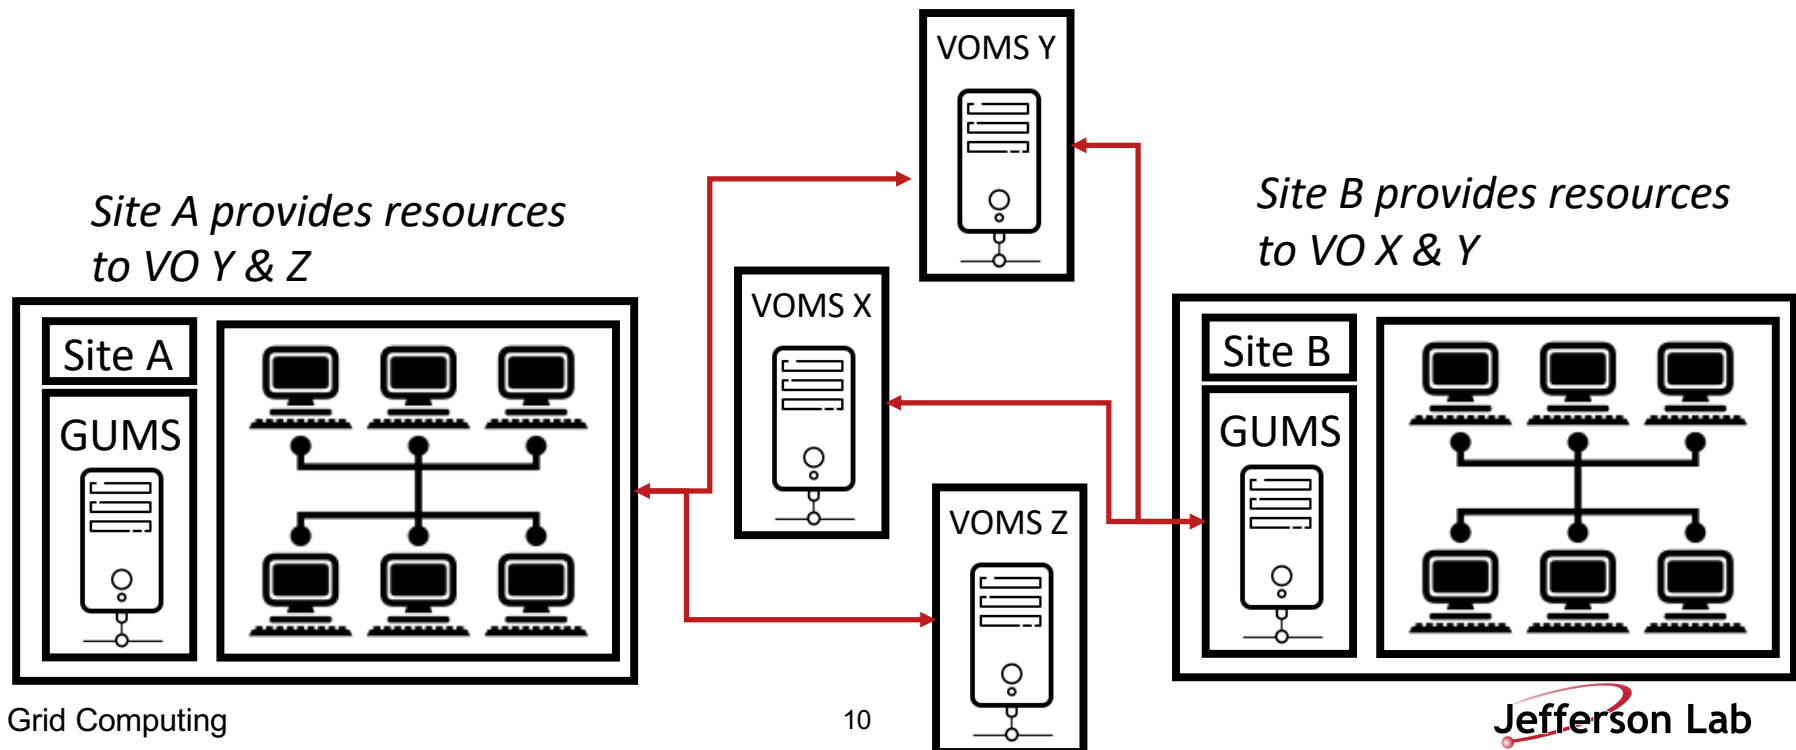 VOMS Y
Site A provides resources
to VO Y & Z
Site B provides resources
to VO X & Y
VOMS X
Site A
GUMS
Site B
GUMS
VOMS Z
Grid Computing
10
Jefferson Lab